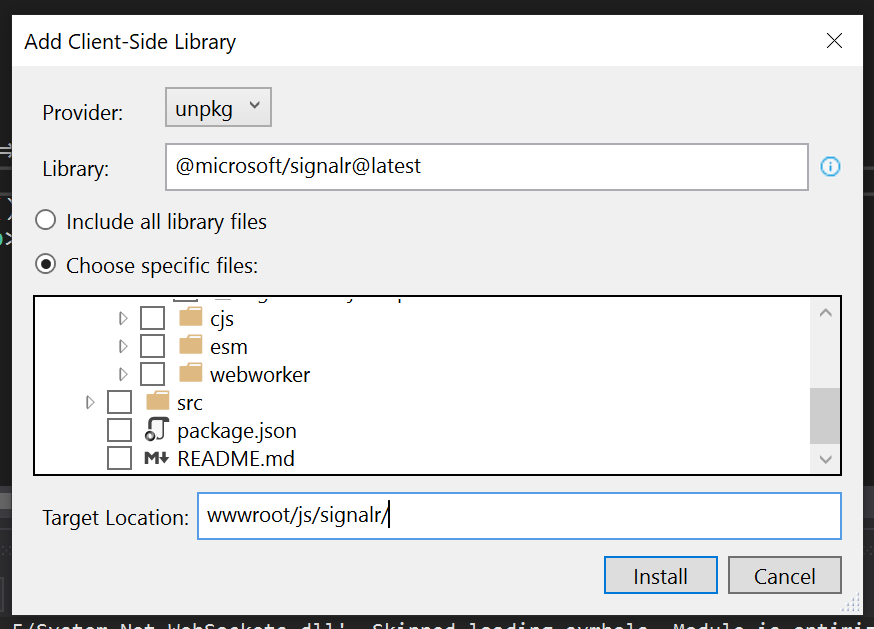 Add Client-Side Library
Provider:
unpkg
Library:
@microsoft/signalr@latest
Include all library files
Choose specific files:
cjs
esm
webworker
src
package.json
README.md
Target Location:
wwwroot/js/signalr/
Install
Cancel